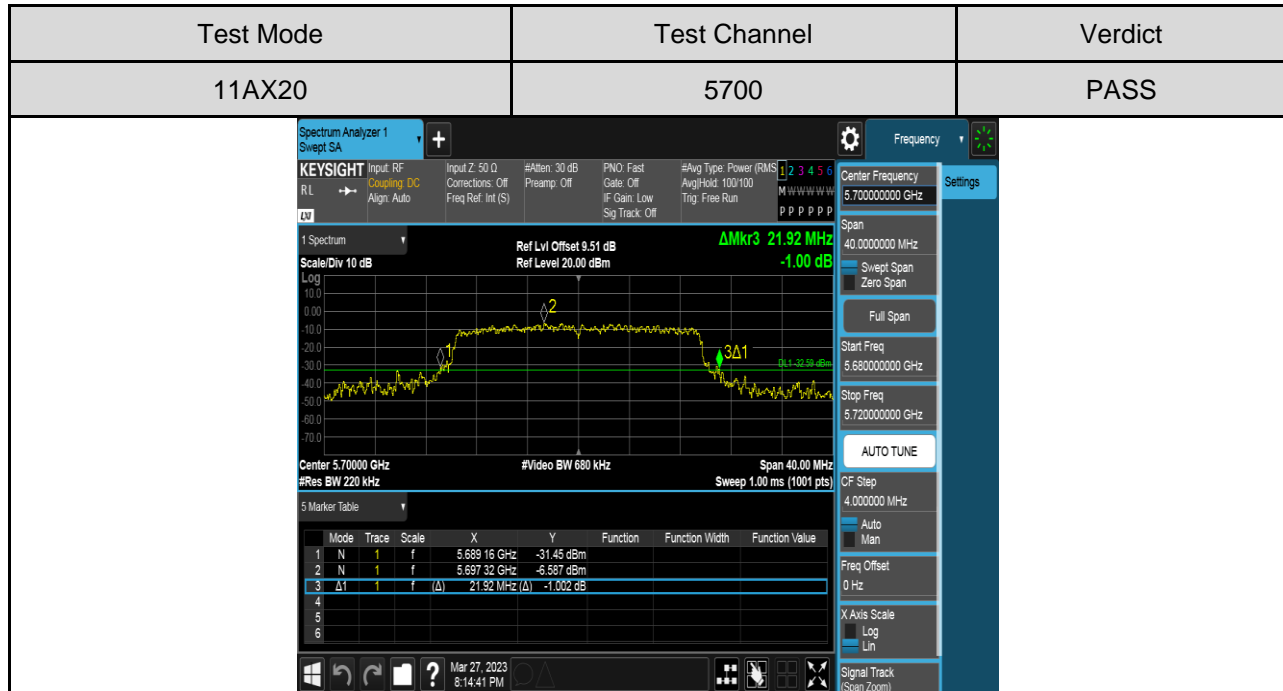 Test Mode Test Channel Verdict
11AX20 5700 PASS
Spectrum Analyzer 1
Swept SA
+
Frequency
KEYSIGHT Input: RF Input Z: 50 Ω #Atten: 30 dB PNO: Fast #Avg Type: Power (RMS 1 2 3 4 5 6
RL Coupling: DC Corrections: Off Preamp: Off Gate: Off Avg|Hold: 100/100 M W W W W W
Align: Auto Freq Ref: Int (S) IF Gain: Low Trig: Free Run
LXI Sig Track: Off P P P P P P
Center Frequency
5.700000000 GHz
Settings
1 Spectrum
Ref Lvl Offset 9.51 dB
ΔMkr3 21.92 MHz
Scale/Div 10 dB Ref Level 20.00 dBm -1.00 dB
Span
40.0000000 MHz
Swept Span
Zero Span
Full Span
Log
10.0
0.00
-10.0
-20.0
-30.0
-40.0
-50.0
-60.0
-70.0
2
1
3Δ1
DL1 -32.59 dBm
Start Freq
5.680000000 GHz
Stop Freq
5.720000000 GHz
AUTO TUNE
Center 5.70000 GHz #Video BW 680 kHz Span 40.00 MHz
#Res BW 220 kHz Sweep 1.00 ms (1001 pts)
CF Step
4.000000 MHz
Auto
Man
5 Marker Table
Mode Trace Scale X Y Function Function Width Function Value
1 N 1 f 5.689 16 GHz -31.45 dBm
2 N 1 f 5.697 32 GHz -6.587 dBm
3 Δ1 1 f (Δ) 21.92 MHz (Δ) -1.002 dB
4
5
6
Freq Offset
0 Hz
X Axis Scale
Log
Lin
Signal Track
(Span Zoom)
?
Mar 27, 2023
8:14:41 PM